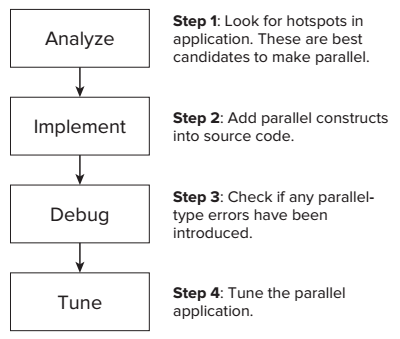 Analyze
Step 1: Look for hotspots in
application. These are best
candidates to make parallel.
Implement
Step 2: Add parallel constructs
into source code.
Debug
Step 3: Check if any parallel-
type errors have been
introduced.
Tune
Step 4: Tune the parallel
application.